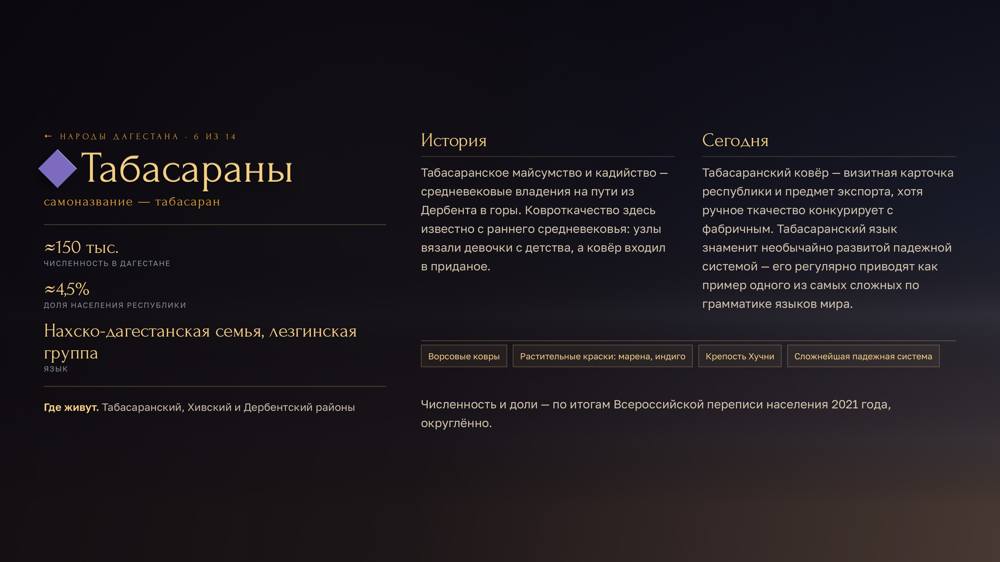 ← НАРОДЫ ДАГЕСТАНА · 6 ИЗ 14
Табасараны
самоназвание — табасаран
≈150 тыс.
ЧИСЛЕННОСТЬ В ДАГЕСТАНЕ
≈4,5%
ДОЛЯ НАСЕЛЕНИЯ РЕСПУБЛИКИ
Нахско-дагестанская семья, лезгинская
группа
ЯЗЫК
Где живут. Табасаранский, Хивский и Дербентский районы
История
Табасаранское майсумство и кадийство —
средневековые владения на пути из
Дербента в горы. Ковроткачество здесь
известно с раннего средневековья: узлы
вязали девочки с детства, а ковёр входил
в приданое.
Сегодня
Табасаранский ковёр — визитная карточка
республики и предмет экспорта, хотя
ручное ткачество конкурирует с
фабричным. Табасаранский язык
знаменит необычайно развитой падежной
системой — его регулярно приводят как
пример одного из самых сложных по
грамматике языков мира.
Ворсовые ковры
Растительные краски: марена, индиго
Крепость Хучни
Сложнейшая падежная система
Численность и доли — по итогам Всероссийской переписи населения 2021 года,
округлённо.